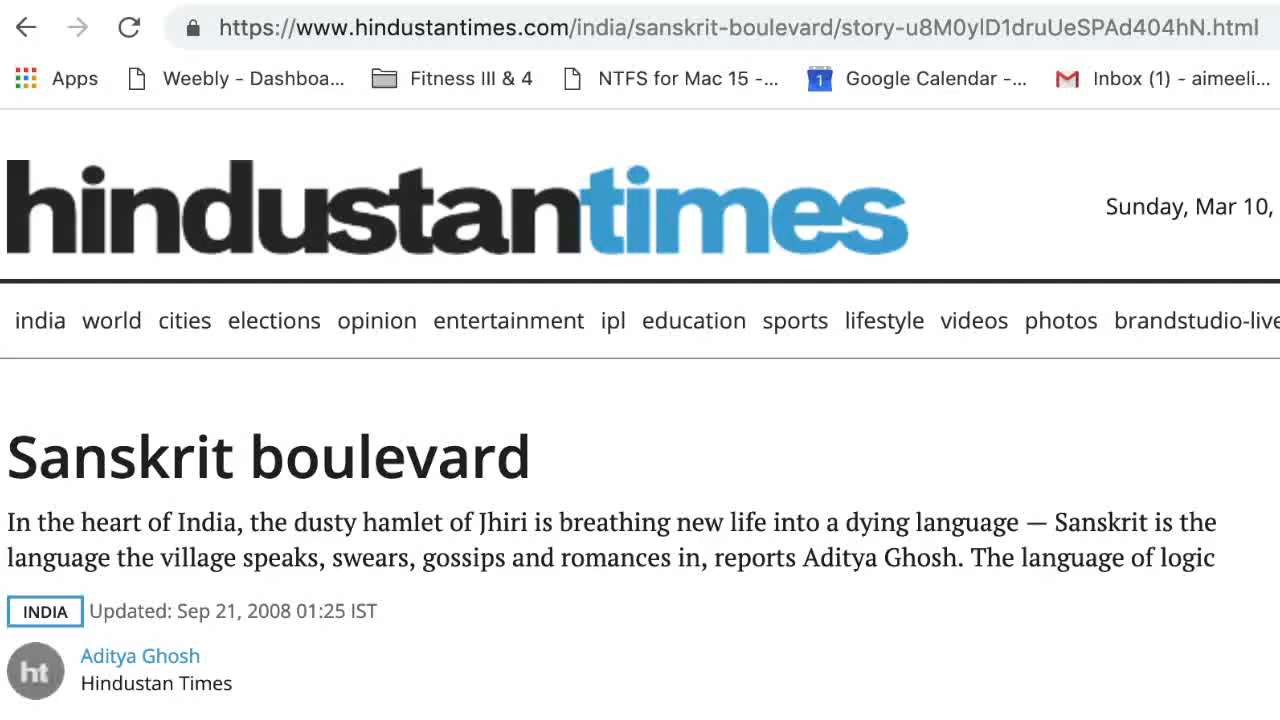 https://www.hindustantimes.com/india/sanskrit-boulevard/story-u8M0ylD1druUeSPAd404hN.html
Apps Weebly - Dashboa... Fitness III & 4 NTFS for Mac 15 -... 1 Google Calendar -... Inbox (1) - aimeeli...
hindustantimes
Sunday, Mar 10,
india world cities elections opinion entertainment ipl education sports lifestyle videos photos brandstudio-live
Sanskrit boulevard
In the heart of India, the dusty hamlet of Jhiri is breathing new life into a dying language — Sanskrit is the
language the village speaks, swears, gossips and romances in, reports Aditya Ghosh. The language of logic
INDIA Updated: Sep 21, 2008 01:25 IST
ht Aditya Ghosh
Hindustan Times